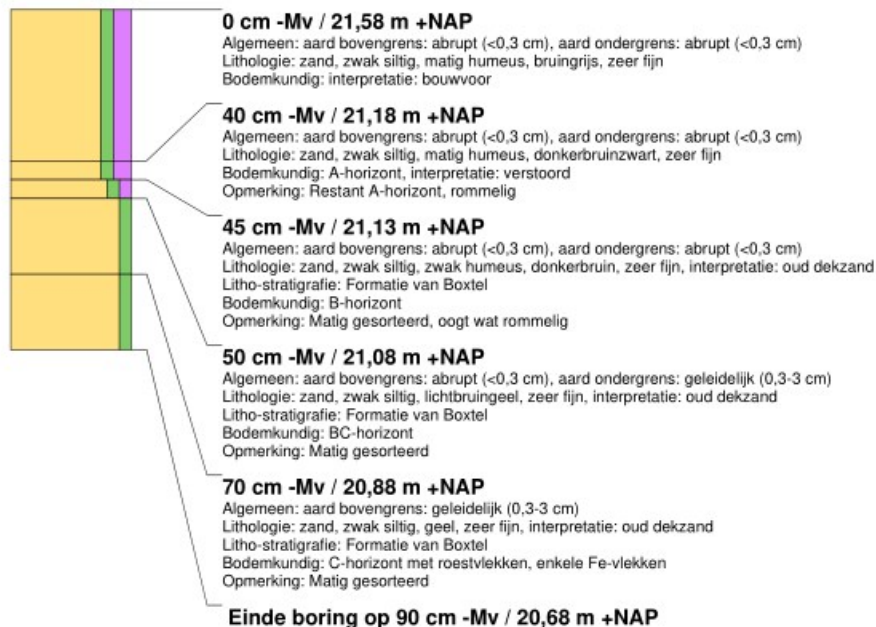 0 cm -Mv / 21,58 m +NAP
Algemeen: aard bovengrens: abrupt (<0,3 cm), aard ondergrens: abrupt (<0,3 cm)
Lithologie: zand, zwak siltig, matig humeus, bruingrijs, zeer fijn
Bodemkundig: interpretatie: bouwvoor
40 cm -Mv / 21,18 m +NAP
Algemeen: aard bovengrens: abrupt (<0,3 cm), aard ondergrens: abrupt (<0,3 cm)
Lithologie: zand, zwak siltig, matig humeus, donkerbruinzwart, zeer fijn
Bodemkundig: A-horizont, interpretatie: verstoord
Opmerking: Restant A-horizont, rommelig
45 cm -Mv / 21,13 m +NAP
Algemeen: aard bovengrens: abrupt (<0,3 cm), aard ondergrens: abrupt (<0,3 cm)
Lithologie: zand, zwak siltig, zwak humeus, donkerbruin, zeer fijn, interpretatie: oud dekzand
Litho-stratigrafie: Formatie van Boxtel
Bodemkundig: B-horizont
Opmerking: Matig gesorteerd, oogt wat rommelig
50 cm -Mv / 21,08 m +NAP
Algemeen: aard bovengrens: abrupt (<0,3 cm), aard ondergrens: geleidelijk (0,3-3 cm)
Lithologie: zand, zwak siltig, lichtbruingeel, zeer fijn, interpretatie: oud dekzand
Litho-stratigrafie: Formatie van Boxtel
Bodemkundig: BC-horizont
Opmerking: Matig gesorteerd
70 cm -Mv / 20,88 m +NAP
Algemeen: aard bovengrens: geleidelijk (0,3-3 cm)
Lithologie: zand, zwak siltig, geel, zeer fijn, interpretatie: oud dekzand
Litho-stratigrafie: Formatie van Boxtel
Bodemkundig: C-horizont met roestvlekken, enkele Fe-vlekken
Opmerking: Matig gesorteerd
Einde boring op 90 cm -Mv / 20,68 m +NAP